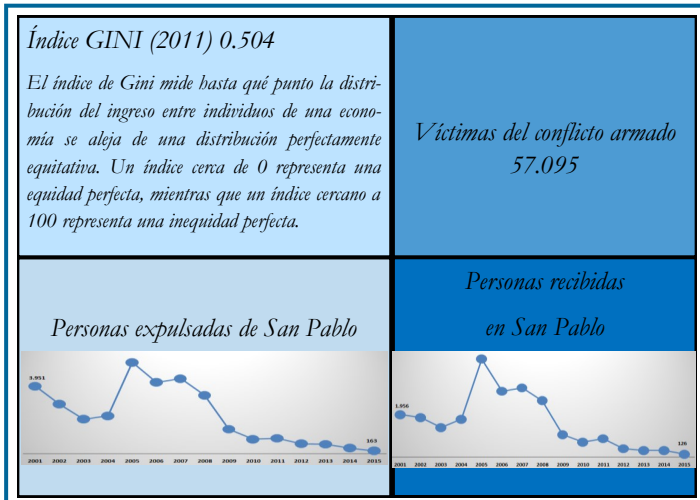 Índice GINI (2011) 0.504
El índice de Gini mide hasta qué punto la distri-
bución del ingreso entre individuos de una econo-
mía se aleja de una distribución perfectamente
equitativa. Un índice cerca de 0 representa una
equidad perfecta, mientras que un índice cercano a
100 representa una inequidad perfecta.
Víctimas del conflicto armado
57.095
Personas expulsadas de San Pablo
3.951
163
2001 2002 2003 2004 2005 2006 2007 2008 2009 2010 2011 2012 2013 2014 2015
Personas recibidas
en San Pablo
1.956
126
2001 2002 2003 2004 2005 2006 2007 2008 2009 2010 2011 2012 2013 2014 2015